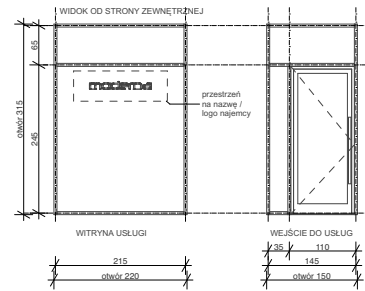 WIDOK OD STRONY ZEWNĘTRZNEJ
65
otwór 315
245
moderna
przestrzeń
na nazwę /
logo najemcy
WITRYNA USŁUGI
WEJŚCIE DO USŁUG
215
otwór 220
35
110
145
otwór 150